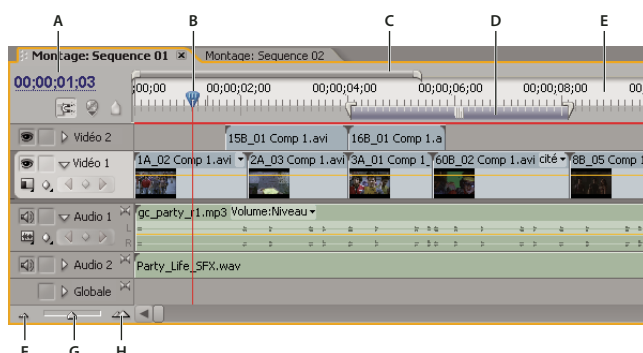 A B C D E
Montage: Sequence 01 Montage: Sequence 02
00;00;01;03
;00;00 00;00;02;00 00;00;04;00 00;00;06;00 00;00;08;00 00
Vidéo 2 15B_01 Comp 1.avi 16B_01 Comp 1.a
Vidéo 1 1A_02 Comp 1.avi 2A_03 Comp 1.avi 3A_01 Comp 1_ 60B_02 Comp 1.avi cité 8B_05 Comp 1
Audio 1 gc_party_r1.mp3 Volume:Niveau
L
R
Audio 2 Party_Life_SFX.wav
Globale
F G H